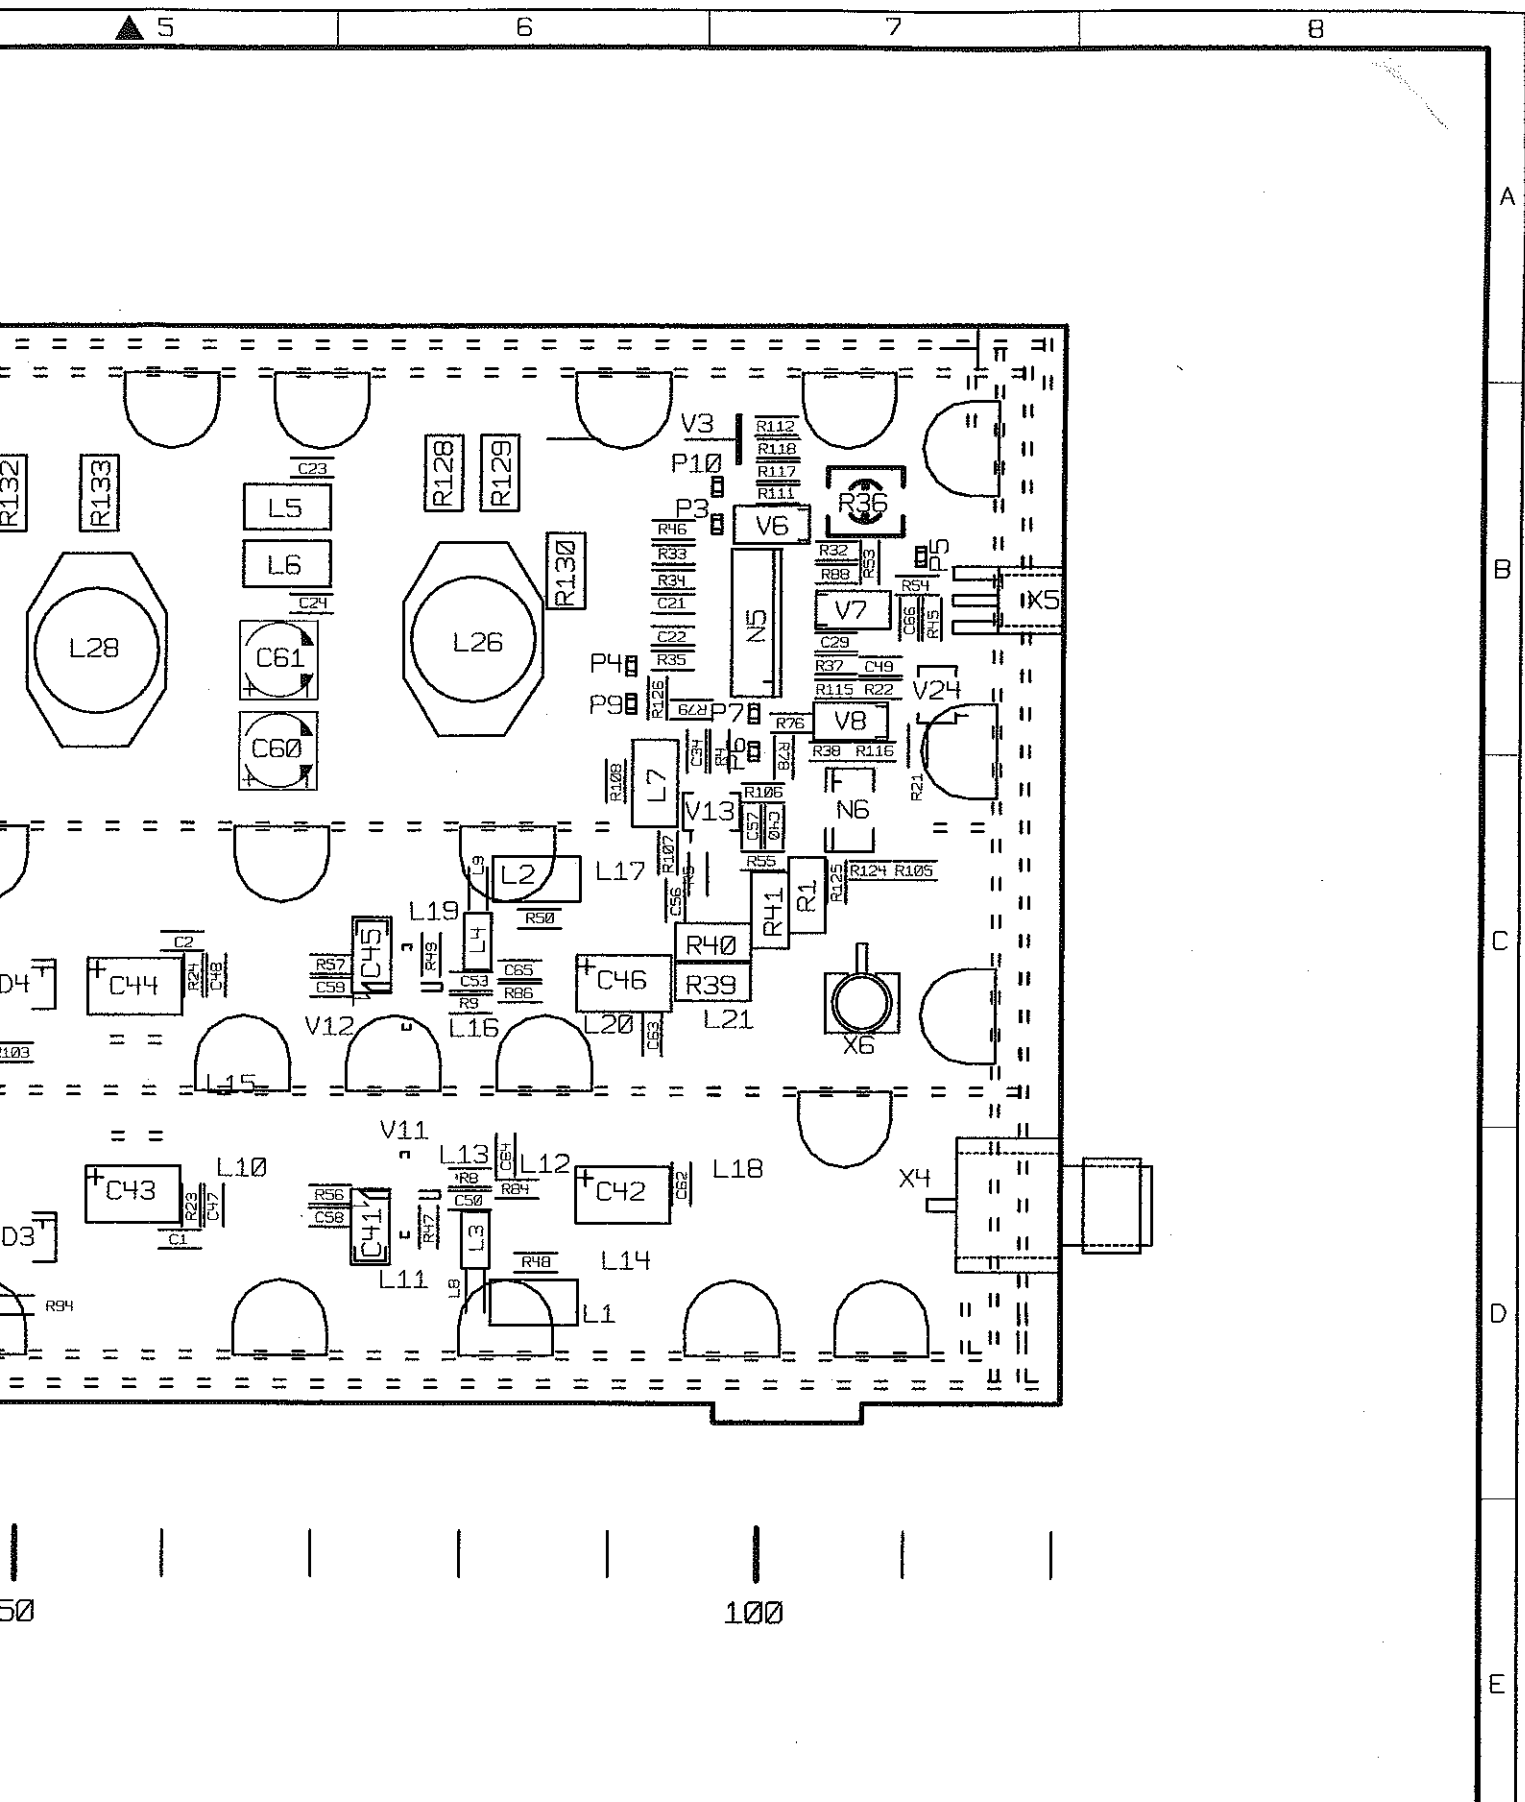 5 6 7 8
A
V3 R112
R118
R132 R133 C23 R128 R129 P10 R117
R111
L5 P3 V6 R36
R46
R33 R32 R53 P5
L6 R130 R34 R88 R54
C24 C21 N5 V7 C66 R45 X5
B
L28 C61 L26 C22 C29
P4 R35 R37 C49
P9 R126 R79 P7 R115 R22 V24
R76 V8
C60 C34 R4 P6 R78 R38 R116
R108 L7 R106 R21
V13 C57 C40 N6
L9 L2 L17 R107 R5 R55 R125 R124 R105
L19 R50 C56 R41 R1
C2 C45 R49 L4 R40
C
D4 C44 R24 C48 R57 C65 C46
C59 C53 R86 R39
R9
V12 L16 L20 C63 L21
R103 X6
L15
V11
L10 L13 C64 L12 L18
R8
C43 R23 C47 R56 R84 C42 C62 X4
C50
C58 C41 R47 L3
D3 C1
R48 L14
L11 L8
R94 L1
D
50 100
E